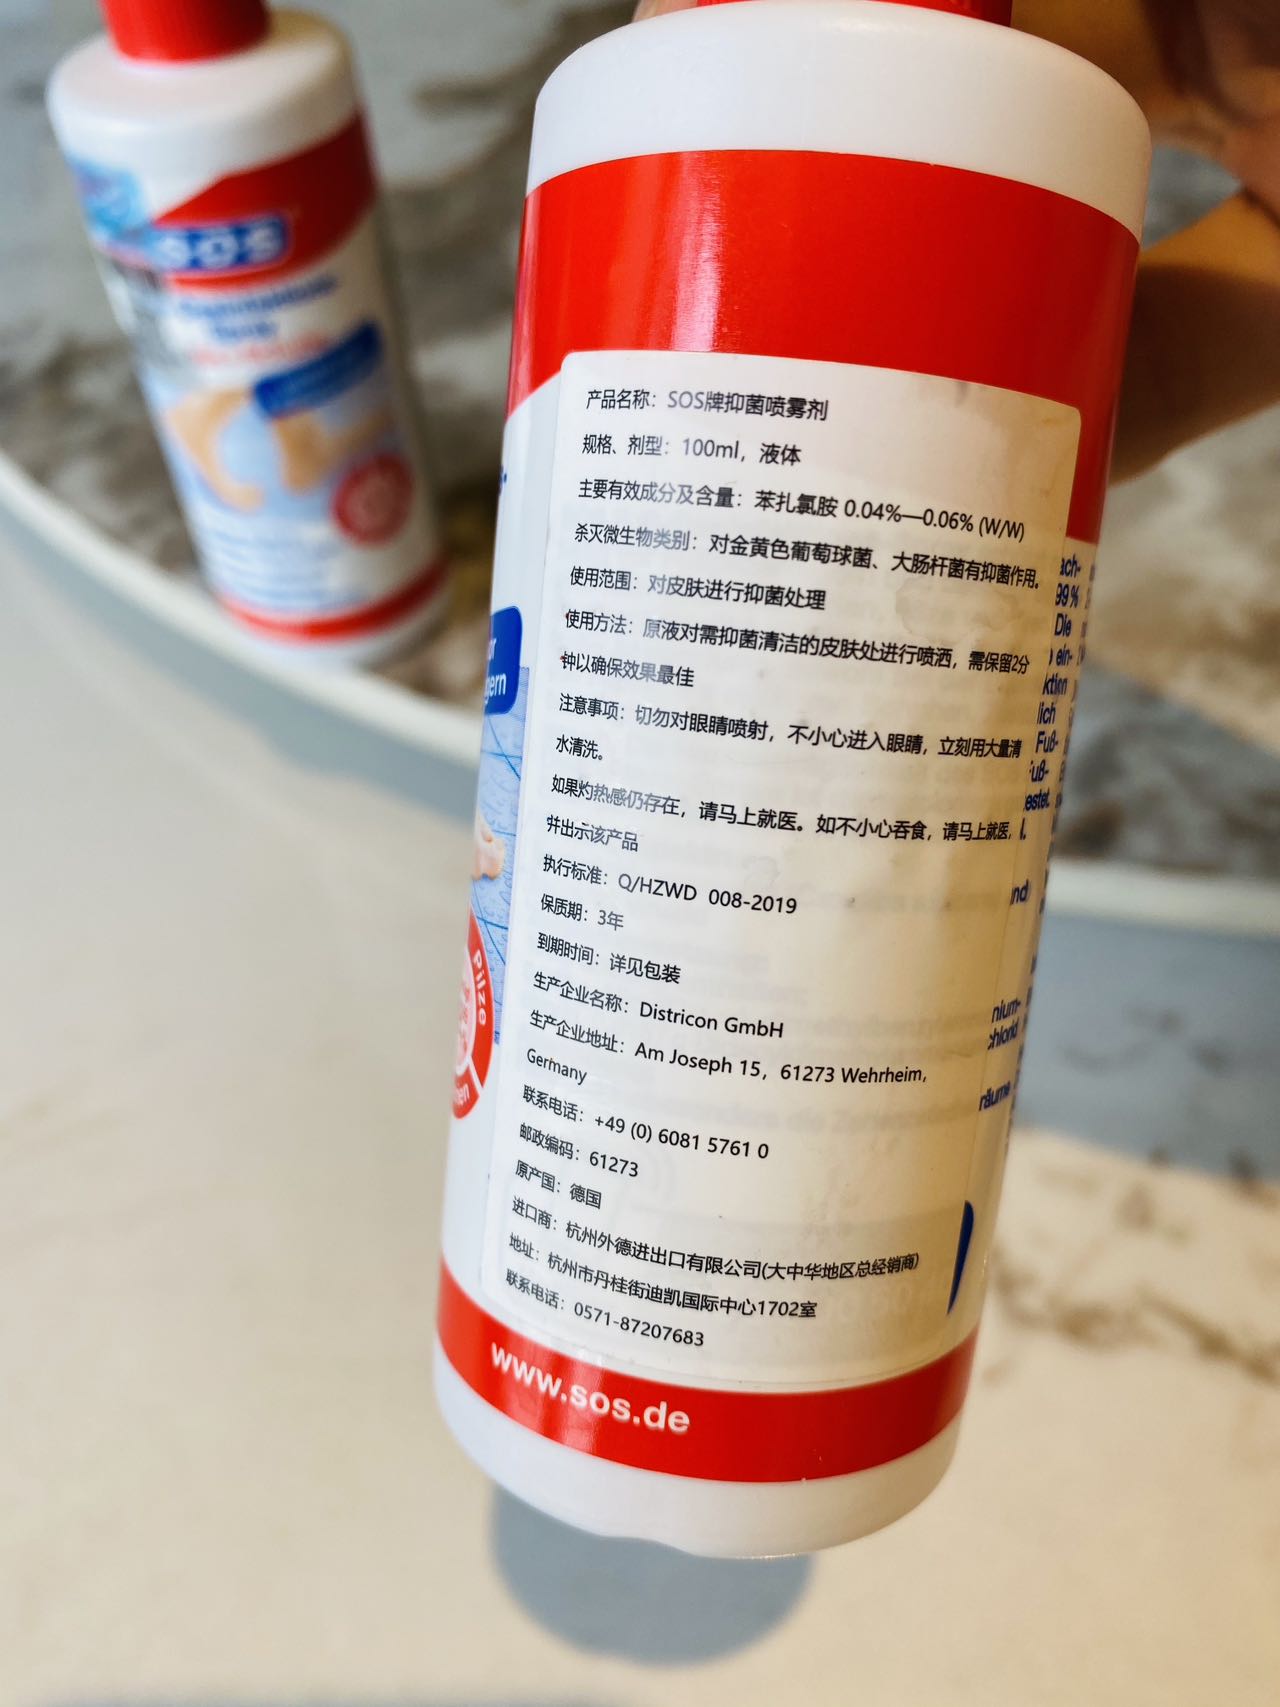 SOS
产品名称：SOS牌抑菌喷雾剂
规格、剂型：100ml，液体
主要有效成分及含量：苯扎氯胺 0.04%—0.06% (W/W)
杀灭微生物类别：对金黄色葡萄球菌、大肠杆菌有抑菌作用。
使用范围：对皮肤进行抑菌处理
使用方法：原液对需抑菌清洁的皮肤处进行喷洒，需保留2分
钟以确保效果最佳
注意事项：切勿对眼睛喷射，不小心进入眼睛，立刻用大量清
水清洗。
如果灼热感仍存在，请马上就医。如不小心吞食，请马上就医，
并出示该产品
执行标准：Q/HZWD 008-2019
保质期：3年
到期时间：详见包装
生产企业名称：Districon GmbH
生产企业地址：Am Joseph 15，61273 Wehrheim,
Germany
联系电话：+49 (0) 6081 5761 0
邮政编码：61273
原产国：德国
进口商：杭州外德进出口有限公司(大中华地区总经销商)
地址：杭州市丹桂街迪凯国际中心1702室
联系电话：0571-87207683
www.sos.de
Pilze
ach-
99%
Die
ein-
ktion
lich
Fuß-
uß-
estet.
nium-
chlorid
räume